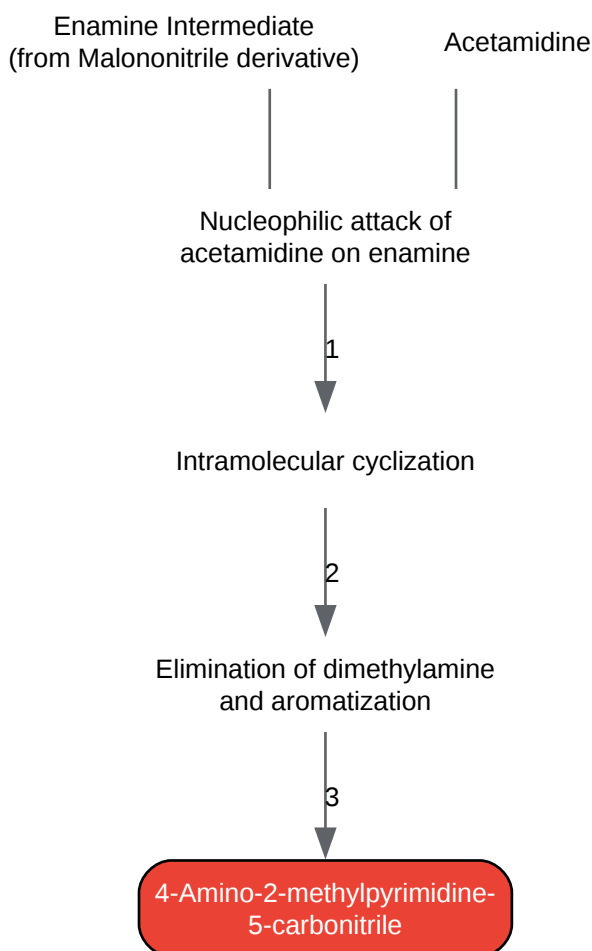 Enamine Intermediate
(from Malononitrile derivative)
Acetamidine
Nucleophilic attack of
acetamidine on enamine
1
Intramolecular cyclization
2
Elimination of dimethylamine
and aromatization
3
4-Amino-2-methylpyrimidine-
5-carbonitrile